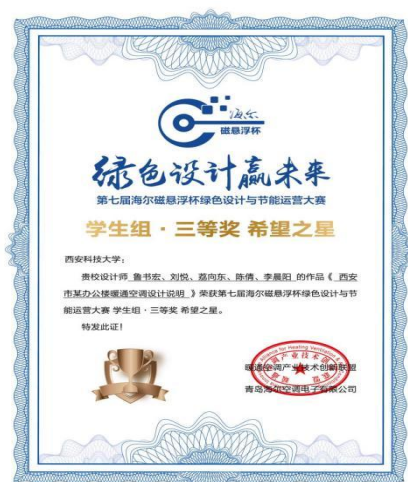 海尔
磁悬浮杯
绿色设计赢未来
第七届海尔磁悬浮杯绿色设计与节能运营大赛
学生组·三等奖 希望之星
西安科技大学:
贵校设计师 鲁书宏、刘悦、荔向东、陈倩、李晨阳 的作品《 西安
市某办公楼暖通空调设计说明 》荣获第七届海尔磁悬浮杯绿色设计与节
能运营大赛 学生组·三等奖 希望之星。
特发此证!
暖通空调产业技术创新联盟
青岛海尔空调电子有限公司